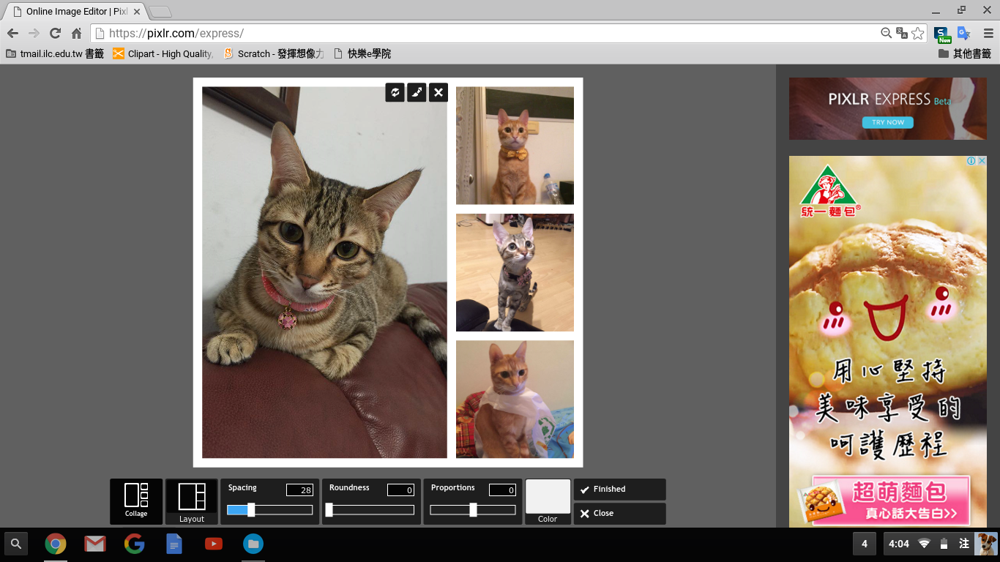 Online Image Editor | Pix
https://pixlr.com/express/
New
tmail.ilc.edu.tw 書籤
Clipart - High Quality,
Scratch - 發揮想像力
快樂e學院
其他書籤
PIXLR EXPRESS Beta
TRY NOW
統一麵包®
用心堅持
美味享受的
呵護歷程
超萌麵包
真心話大告白>>
Collage
Layout
Spacing
28
Roundness
0
Proportions
0
Color
Finished
Close
4
4:04
注